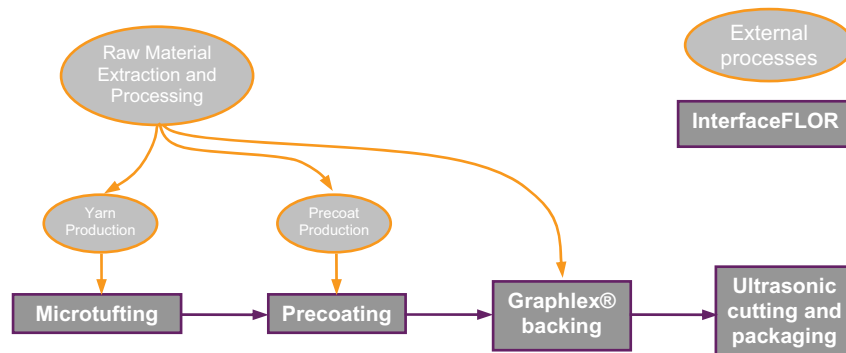 Raw Material
Extraction and
Processing
External
processes
InterfaceFLOR
Yarn
Production
Precoat
Production
Microtufting
Precoating
Graphlex®
backing
Ultrasonic
cutting and
packaging